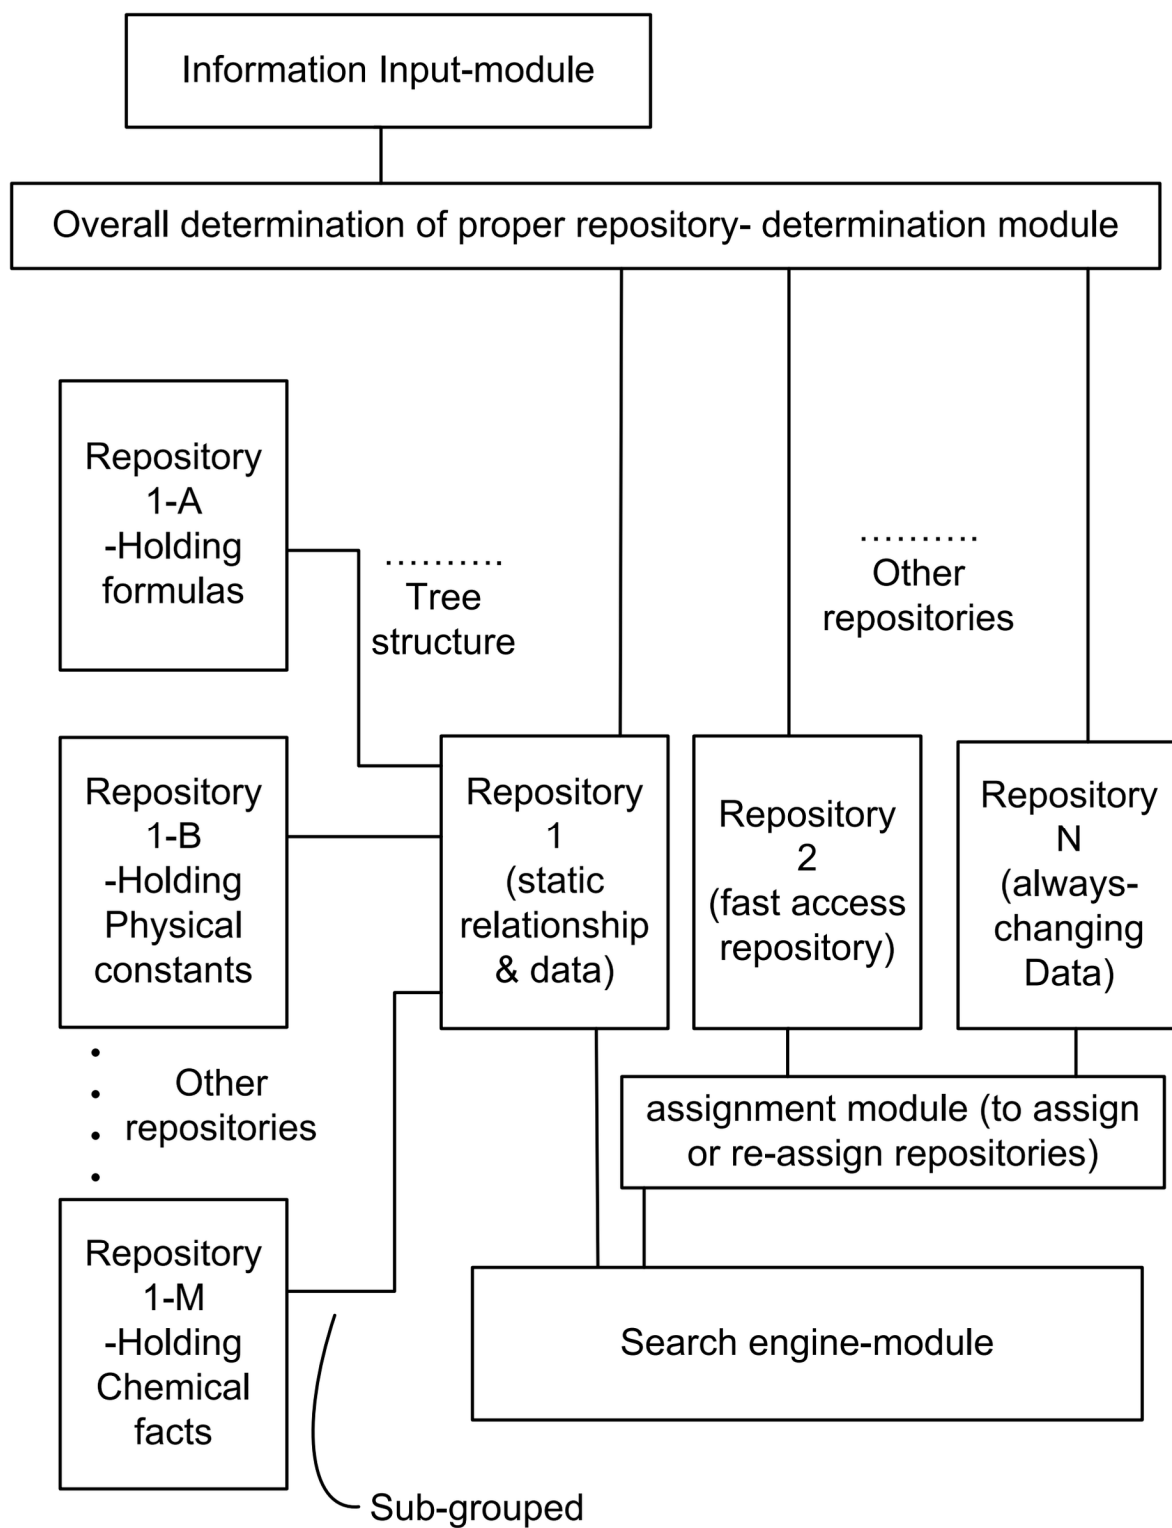 Information Input-module
Overall determination of proper repository- determination module
Repository
1-A
-Holding
formulas
..........
Tree
structure
..........
Other
repositories
Repository
1-B
-Holding
Physical
constants
Repository
1
(static
relationship
& data)
Repository
2
(fast access
repository)
Repository
N
(always-
changing
Data)
Other
repositories
assignment module (to assign
or re-assign repositories)
Repository
1-M
-Holding
Chemical
facts
Search engine-module
Sub-grouped